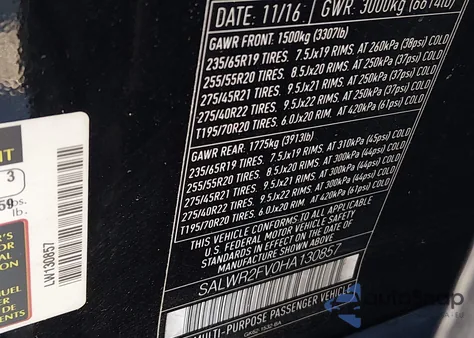 DATE: 11/16 GWR: 3000kg (6614lb)
GAWR FRONT: 1500kg (3307lb)
235/65R19 TIRES. 7.5Jx19 RIMS. AT 260kPa (38psi) COLD
255/55R20 TIRES. 8.5Jx20 RIMS. AT 250kPa (37psi) COLD
275/45R21 TIRES. 9.5Jx21 RIMS. AT 250kPa (37psi) COLD
275/40R22 TIRES. 9.5Jx22 RIMS. AT 250kPa (37psi) COLD
T195/70R20 TIRES. 6.0Jx20 RIM. AT 420kPa (61psi) COLD
GAWR REAR: 1775kg (3913lb)
235/65R19 TIRES. 7.5Jx19 RIMS. AT 310kPa (45psi) COLD
255/55R20 TIRES. 8.5Jx20 RIMS. AT 300kPa (44psi) COLD
275/45R21 TIRES. 9.5Jx21 RIMS. AT 300kPa (44psi) COLD
275/40R22 TIRES. 9.5Jx22 RIMS. AT 300kPa (44psi) COLD
T195/70R20 TIRES. 6.0Jx20 RIM. AT 420kPa (61psi) COLD
THIS VEHICLE CONFORMS TO ALL APPLICABLE
U.S. FEDERAL MOTOR VEHICLE SAFETY
STANDARDS IN EFFECT ON THE DATE OF
MANUFACTURE SHOWN ABOVE
SALWR2FV0HA130857
MULTI-PURPOSE PASSENGER VEHICLE
3
lb.
LW130857